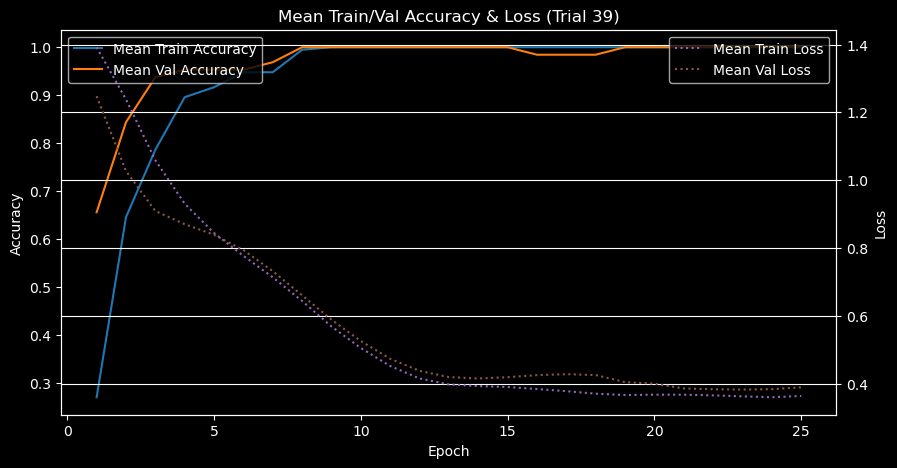 Mean Train/Val Accuracy & Loss (Trial 39)
Mean Train Accuracy
Mean Val Accuracy
Mean Train Loss
Mean Val Loss
1.0
0.9
0.8
0.7
0.6
0.5
0.4
0.3
Accuracy
1.4
1.2
1.0
0.8
0.6
0.4
Loss
0 5 10 15 20 25
Epoch